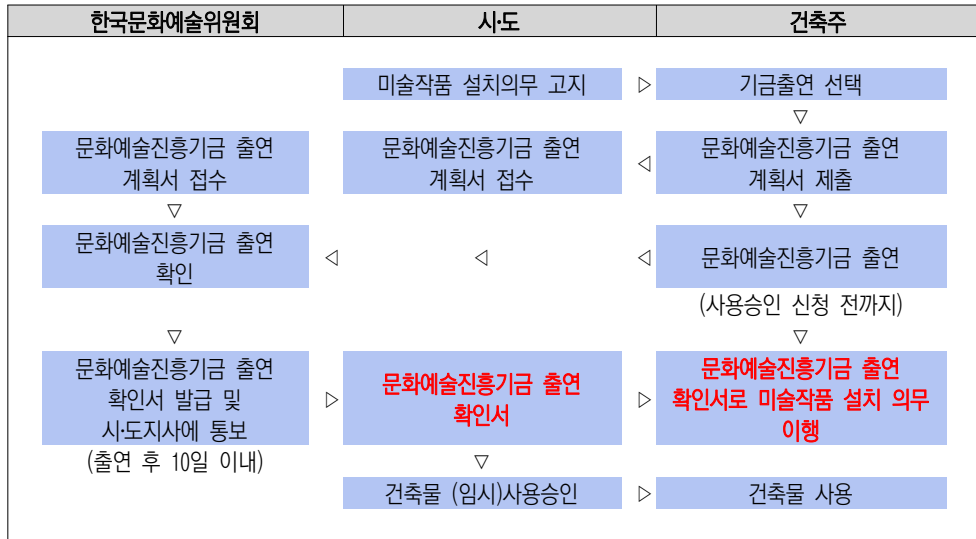 한국문화예술위원회 시·도 건축주
미술작품 설치의무 고지 ▷ 기금출연 선택
▽
문화예술진흥기금 출연
계획서 접수
문화예술진흥기금 출연
계획서 접수
◁
문화예술진흥기금 출연
계획서 제출
▽ ▽
문화예술진흥기금 출연
확인
◁ ◁ ◁
문화예술진흥기금 출연
(사용승인 신청 전까지)
▽ ▽
문화예술진흥기금 출연
확인서 발급 및
시·도지사에 통보
(출연 후 10일 이내)
▷
문화예술진흥기금 출연
확인서
▷
문화예술진흥기금 출연
확인서로 미술작품 설치 의무
이행
▽
건축물 (임시)사용승인 ▷ 건축물 사용